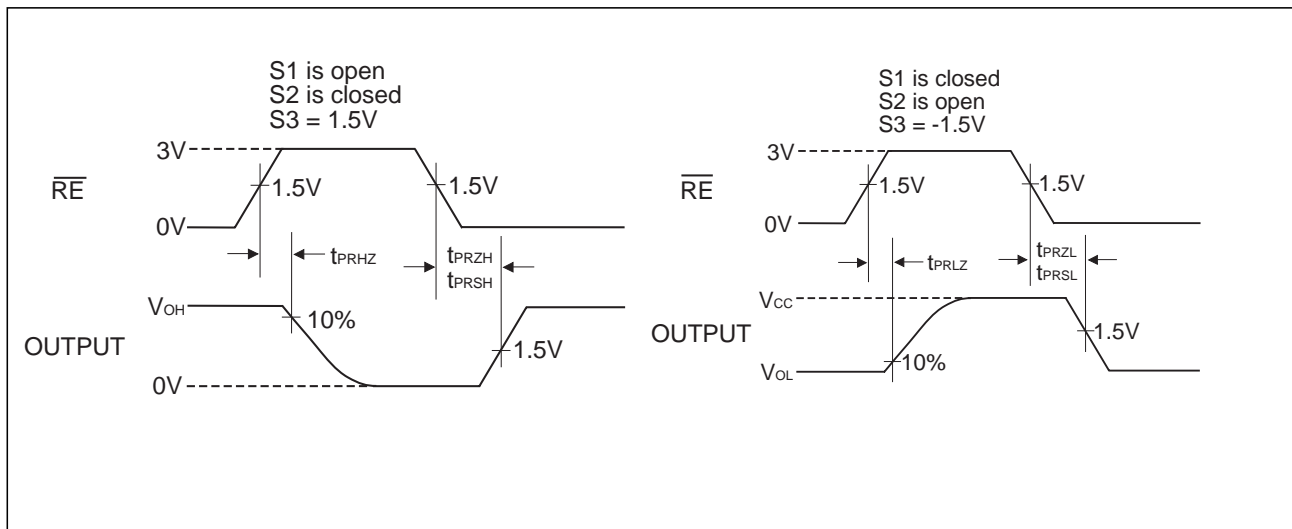 S1 is open
S2 is closed
S3 = 1.5V
3V
RE
1.5V
1.5V
0V
tPRHZ
tPRZH
tPRSH
VOH
10%
OUTPUT
1.5V
0V
S1 is closed
S2 is open
S3 = -1.5V
3V
RE
1.5V
1.5V
0V
tPRLZ
tPRZL
tPRSL
VCC
OUTPUT
1.5V
VOL
10%